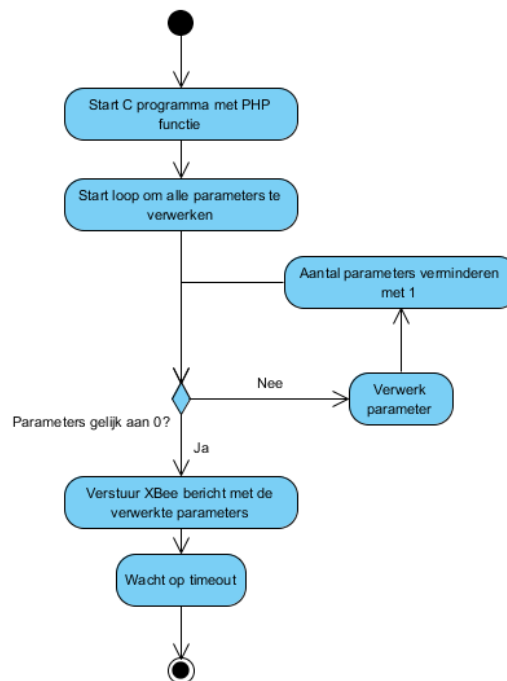 Start C programma met PHP
functie
Start loop om alle parameters te
verwerken
Aantal parameters verminderen
met 1
Nee
Verwerk
parameter
Parameters gelijk aan 0?
Ja
Verstuur XBee bericht met de
verwerkte parameters
Wacht op timeout